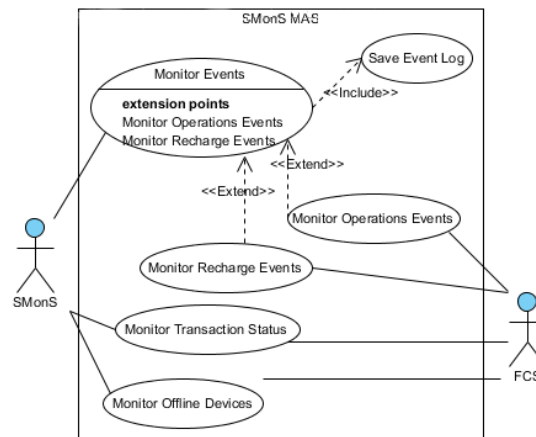 SMonS MAS
Monitor Events
Save Event Log
extension points
<<Include>>
Monitor Operations Events
Monitor Recharge Events
<<Extend>>
<<Extend>>
Monitor Operations Events
Monitor Recharge Events
SMonS
Monitor Transaction Status
FCS
Monitor Offline Devices